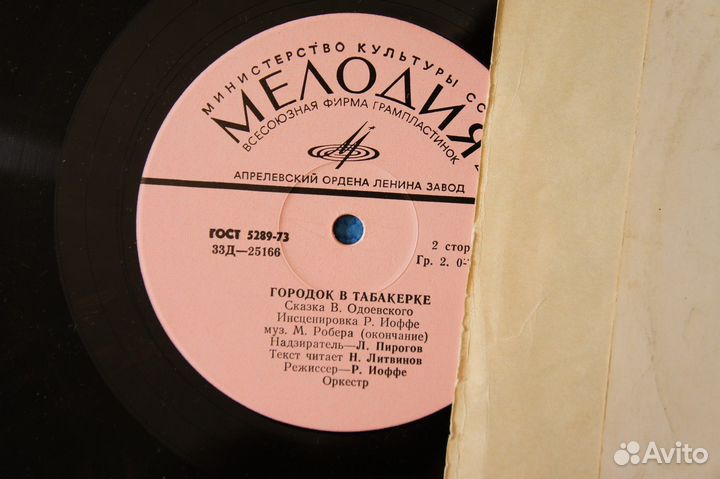 МИНИСТЕРСТВО КУЛЬТУРЫ СС
МЕЛОДИЯ
ВСЕСОЮЗНАЯ ФИРМА ГРАМПЛАСТИНОК
АПРЕЛЕВСКИЙ ОРДЕНА ЛЕНИНА ЗАВОД
ГОСТ 5289-73
33Д—25166
2 стор
Гр. 2. 0-
ГОРОДОК В ТАБАКЕРКЕ
Сказка В. Одоевского
Инсценировка Р. Иоффе
муз. М. Робера (окончание)
Надзиратель—Л. Пирогов
Текст читает Н. Литвинов
Режиссер—Р. Иоффе
Оркестр
Avito